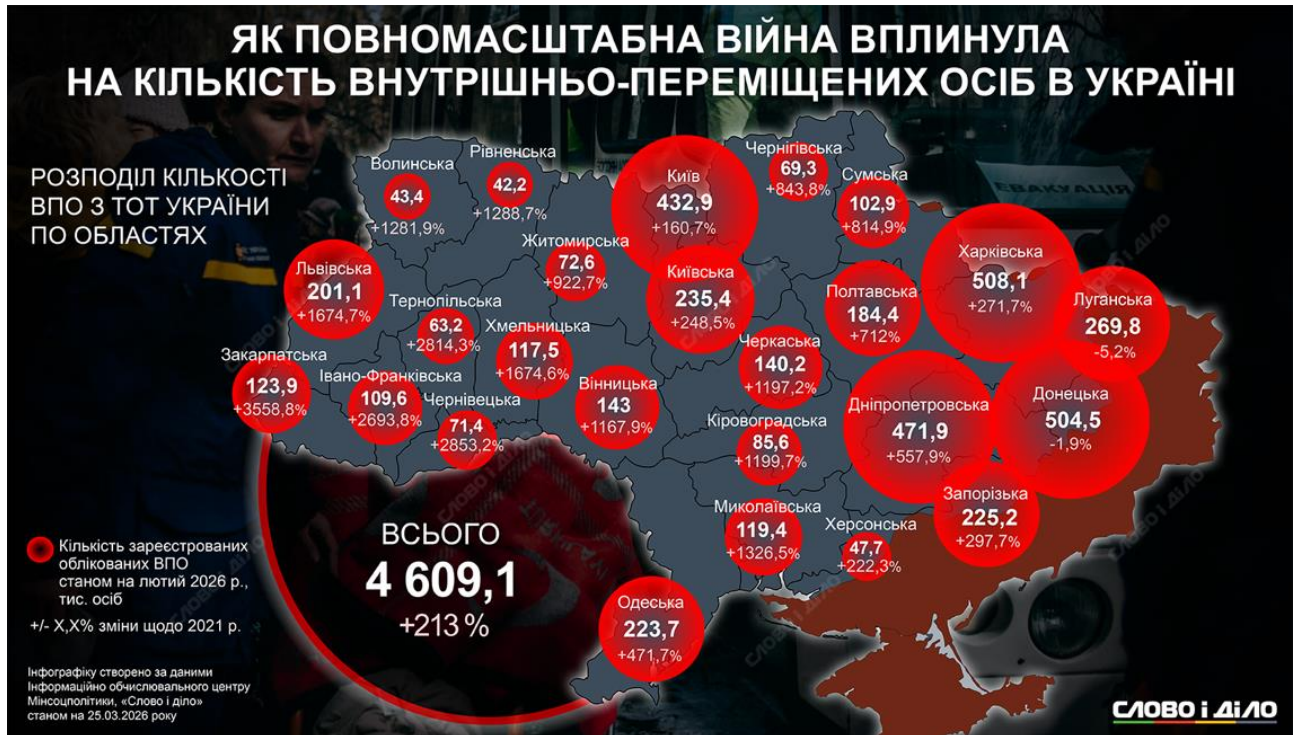 ЯК ПОВНОМАСШТАБНА ВІЙНА ВПЛИНУЛА
НА КІЛЬКІСТЬ ВНУТРІШНЬО-ПЕРЕМІЩЕНИХ ОСІБ В УКРАЇНІ
РОЗПОДІЛ КІЛЬКОСТІ
ВПО З ТОТ УКРАЇНИ
ПО ОБЛАСТЯХ
Волинська
43,4
+1281,9%
Рівненська
42,2
+1288,7%
Житомирська
72,6
+922,7%
Київ
432,9
+160,7%
Київська
235,4
+248,5%
Чернігівська
69,3
+843,8%
Сумська
102,9
+814,9%
ЕВАКУАЦІЯ
Харківська
508,1
+271,7%
Луганська
269,8
-5,2%
Полтавська
184,4
+712%
Львівська
201,1
+1674,7%
Тернопільська
63,2
+2814,3%
Хмельницька
117,5
+1674,6%
Черкаська
140,2
+1197,2%
Закарпатська
123,9
+3558,8%
Івано-Франківська
109,6
+2693,8%
Чернівецька
71,4
+2853,2%
Вінницька
143
+1167,9%
Кіровоградська
85,6
+1199,7%
Дніпропетровська
471,9
+557,9%
Донецька
504,5
-1,9%
Запорізька
225,2
+297,7%
Миколаївська
119,4
+1326,5%
Херсонська
47,7
+222,3%
Одеська
223,7
+471,7%
ВСЬОГО
4 609,1
+213 %
Кількість зареєстрованих
облікованих ВПО
станом на лютий 2026 р.,
тис. осіб
+/- X,X% зміни щодо 2021 р.
Інфографіку створено за даними
Інформаційно обчислювального центру
Мінсоцполітики, «Слово і діло»
станом на 25.03.2026 року
СЛОВО і ДІЛО